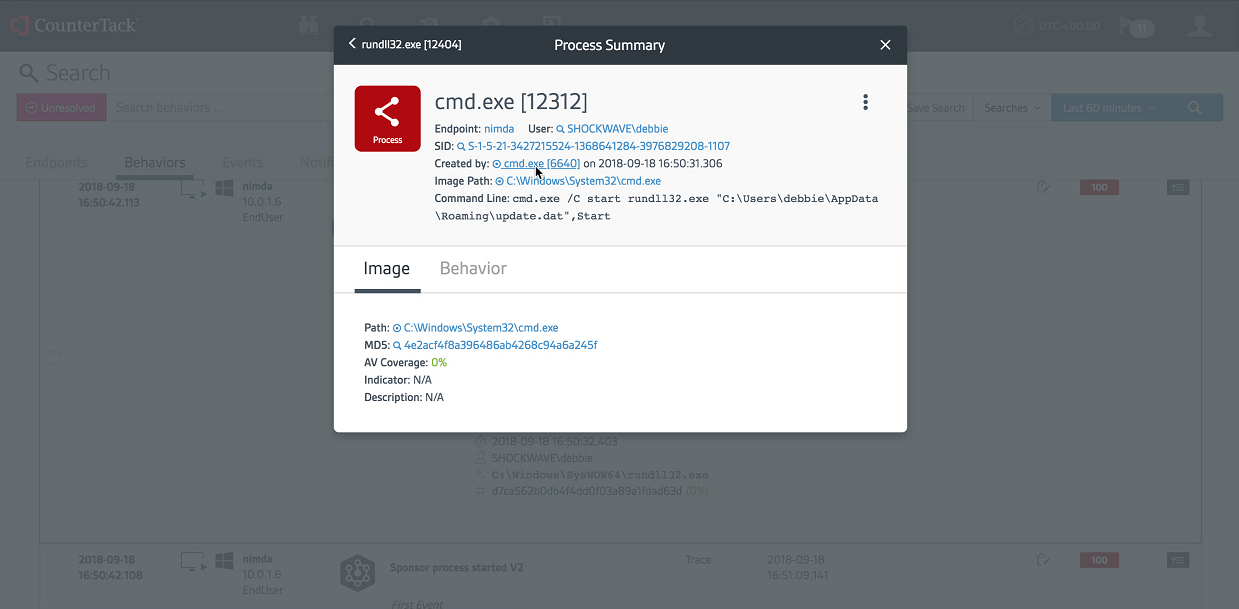 CounterTack
UTC +00:00
11
Search
Unresolved
Search behaviors ...
Save Search
Searches
Last 60 minutes
Endpoints
Behaviors
Events
rundll32.exe [12404]
Process Summary
Process
cmd.exe [12312]
Endpoint: nimda User: SHOCKWAVE\debbie
SID: S-1-5-21-3427215524-1368641284-3976829208-1107
Created by: cmd.exe [6640] on 2018-09-18 16:50:31.306
Image Path: C:\Windows\System32\cmd.exe
Command Line: cmd.exe /C start rundll32.exe "C:\Users\debbie\AppData
\Roaming\update.dat",Start
Image
Behavior
Path: C:\Windows\System32\cmd.exe
MD5: 4e2acf4f8a396486ab4268c94a6a245f
AV Coverage: 0%
Indicator: N/A
Description: N/A
2018-09-18
16:50:42.113
nimda
10.0.1.6
EndUser
100
2018-09-18 16:50:32.403
SHOCKWAVE\debbie
C:\Windows\SysWOW64\rundll32.exe
d7ca562b0db4f4dd0f03a89a1fdad63d (0%)
2018-09-18
16:50:42.108
nimda
10.0.1.6
EndUser
Sponsor process started V2
First Event
Trace
2018-09-18
16:51:09.141
100